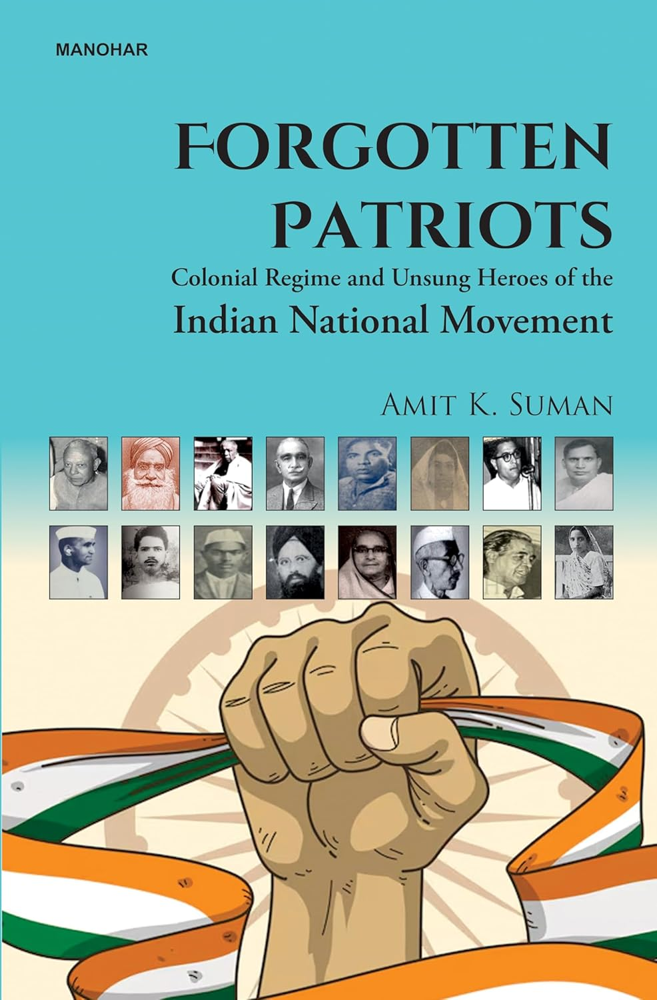 MANOHAR
FORGOTTEN
PATRIOTS
Colonial Regime and Unsung Heroes of the
Indian National Movement
AMIT K. SUMAN